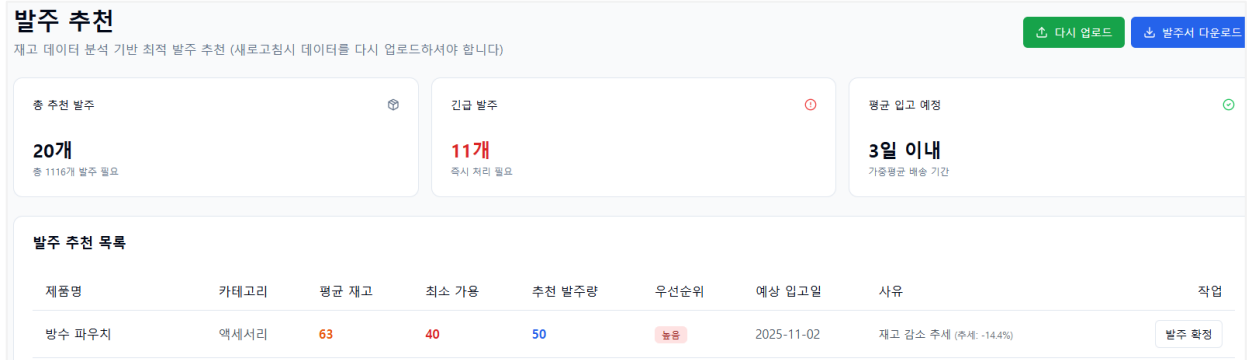 발주 추천
재고 데이터 분석 기반 최적 발주 추천 (새로고침시 데이터를 다시 업로드하셔야 합니다)
다시 업로드 발주서 다운로드
총 추천 발주
20개
총 1116개 발주 필요
긴급 발주
11개
즉시 처리 필요
평균 입고 예정
3일 이내
가중평균 배송 기간
발주 추천 목록
제품명 카테고리 평균 재고 최소 가용 추천 발주량 우선순위 예상 입고일 사유 작업
방수 파우치 액세서리 63 40 50 높음 2025-11-02 재고 감소 추세 (추세: -14.4%) 발주 확정